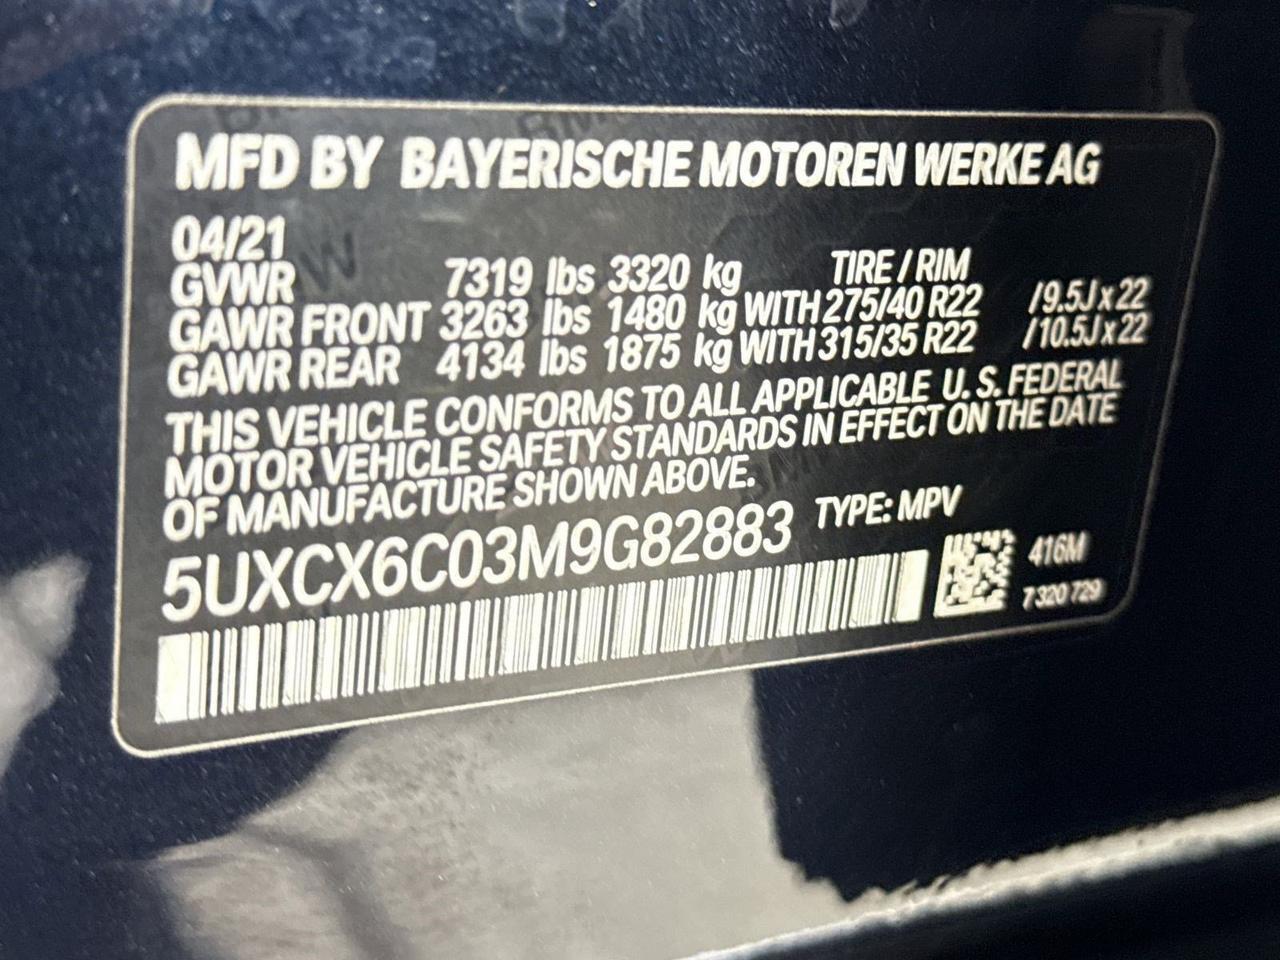 MFD BY BAYERISCHE MOTOREN WERKE AG
04/21
GVWR 7319 lbs 3320 kg TIRE / RIM
GAWR FRONT 3263 lbs 1480 kg WITH 275/40 R22 /9.5J x 22
GAWR REAR 4134 lbs 1875 kg WITH 315/35 R22 /10.5J x 22
THIS VEHICLE CONFORMS TO ALL APPLICABLE U. S. FEDERAL
MOTOR VEHICLE SAFETY STANDARDS IN EFFECT ON THE DATE
OF MANUFACTURE SHOWN ABOVE.
5UXCX6C03M9G82883 TYPE: MPV
416M
7 320 729